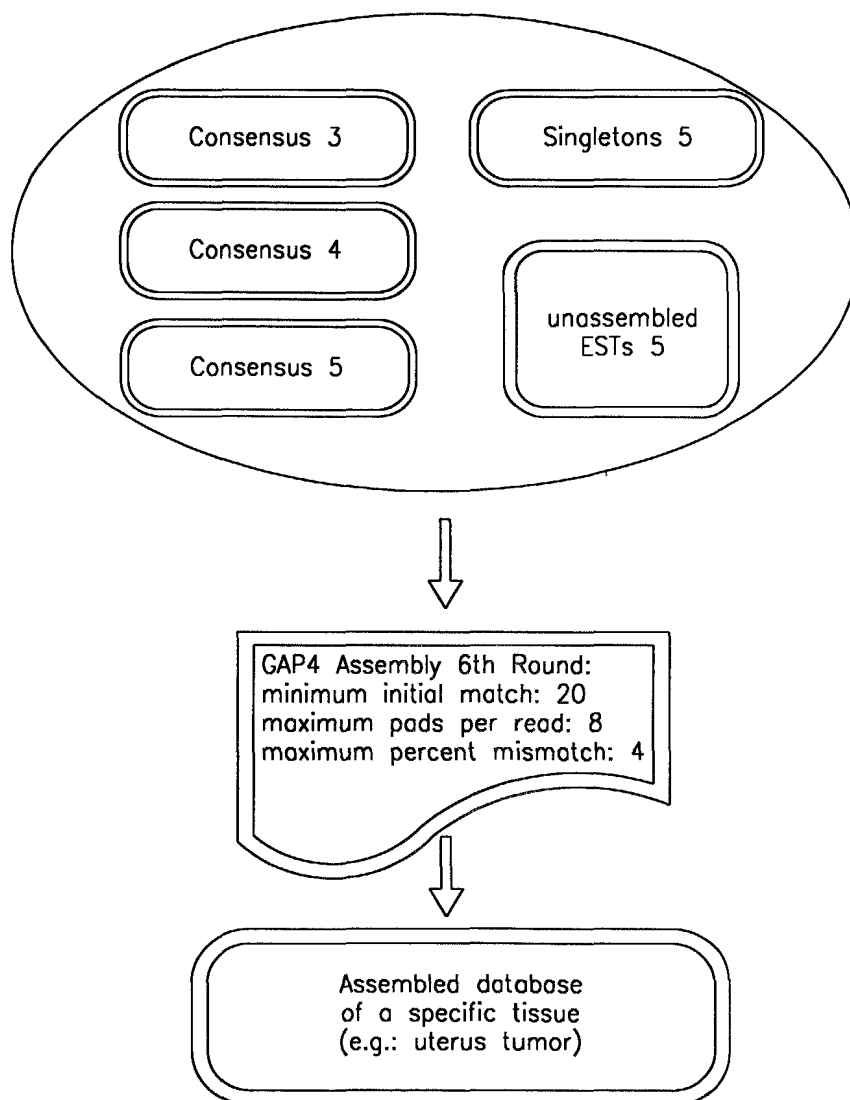 Consensus 3
Singletons 5
Consensus 4
unassembled
ESTs 5
Consensus 5
GAP4 Assembly 6th Round:
minimum initial match: 20
maximum pads per read: 8
maximum percent mismatch: 4
Assembled database
of a specific tissue
(e.g.: uterus tumor)